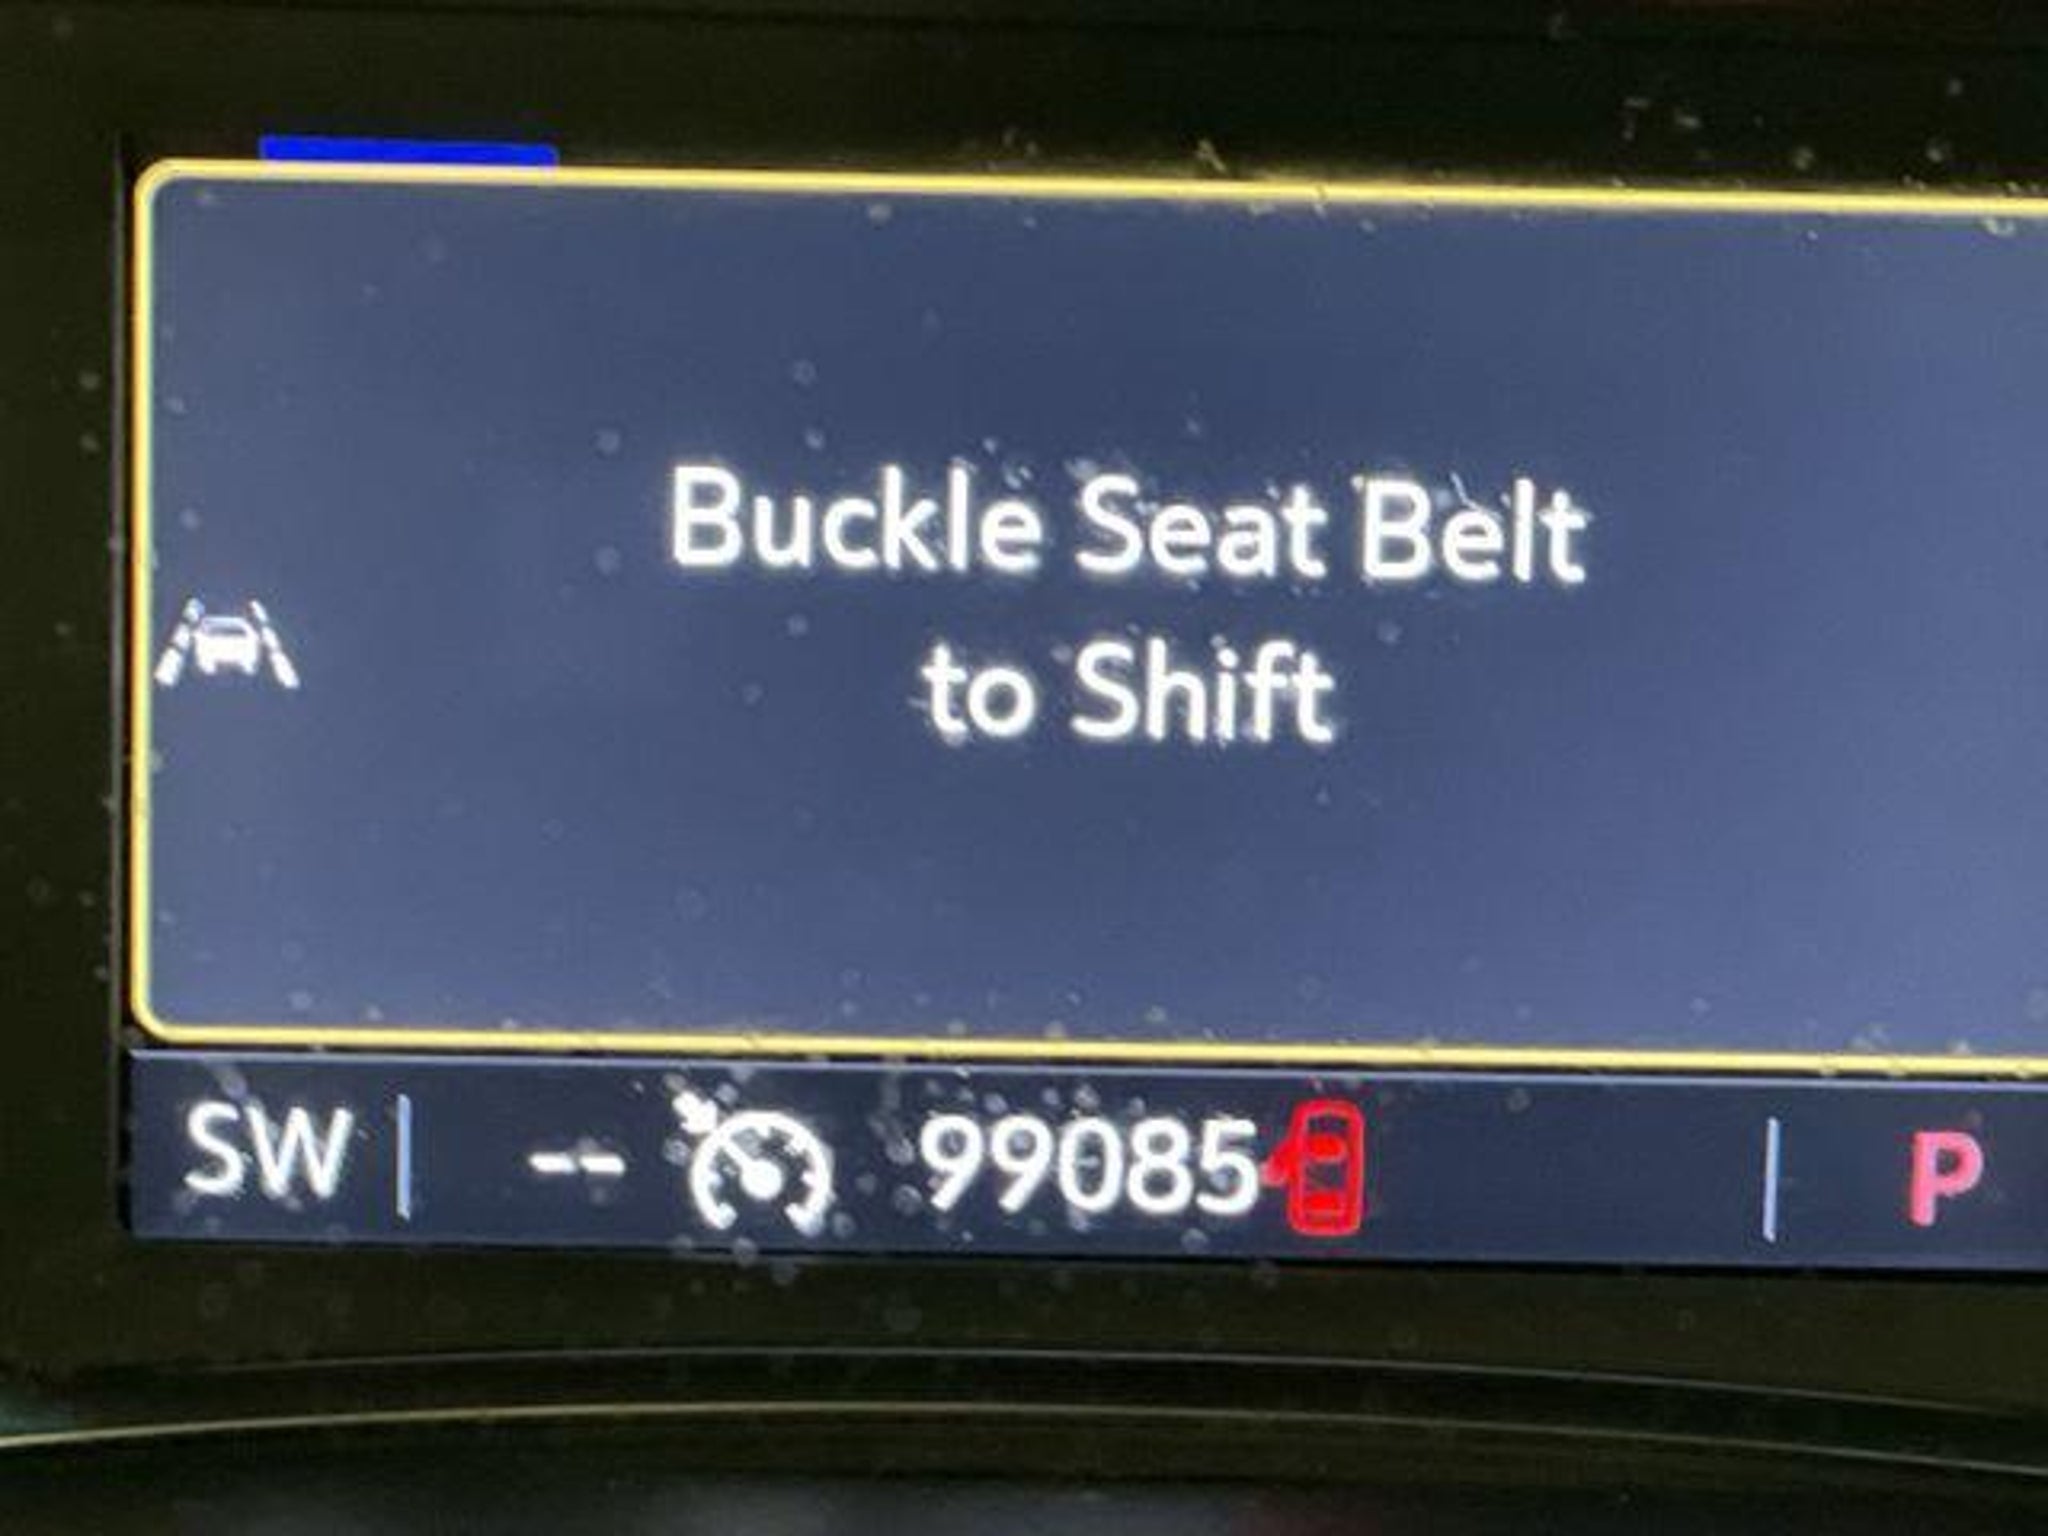 Buckle Seat Belt
to Shift
SW -- 99085 P